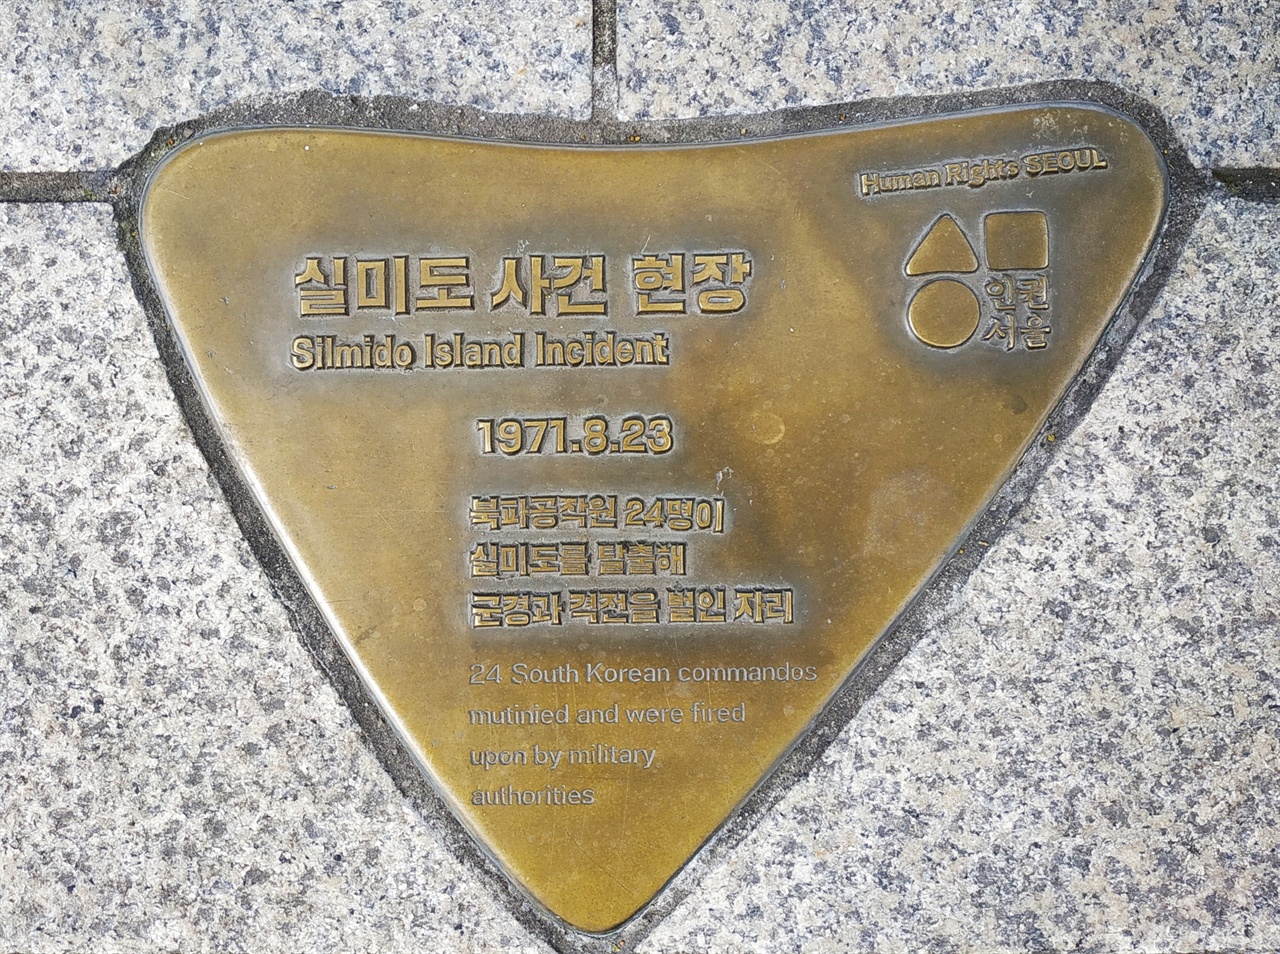 Human Rights SEOUL
인권
서울
실미도 사건 현장
Silmido Island Incident
1971.8.23
북파공작원 24명이
실미도를 탈출해
군경과 격전을 벌인 자리
24 South Korean commandos
mutinied and were fired
upon by military
authorities